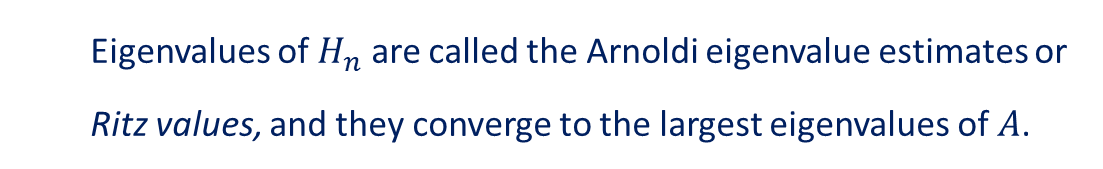 Eigenvalues of Hₙ are called the Arnoldi eigenvalue estimates or
Ritz values, and they converge to the largest eigenvalues of A.